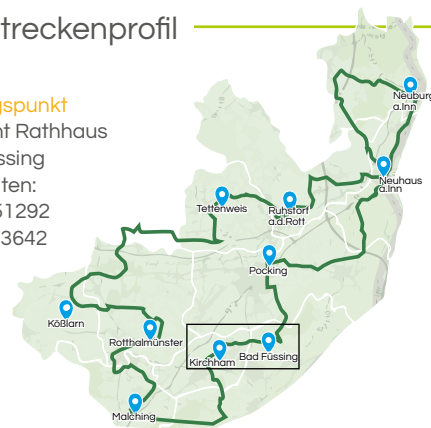 treckenprofil
gspunkt
nt Rathhaus
ssing
ten:
51292
3642
Neuburg
a.Inn
Neuhaus
a.Inn
Tettenweis
Ruhstorf
a.d.Rott
Pocking
Kößlarn
Rotthalmünster
Kirchham
Bad Füssing
Malching